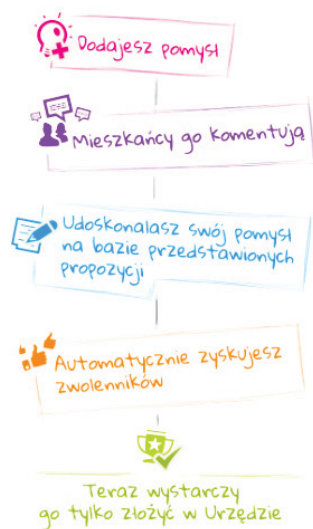 Dodajesz pomysł
Mieszkańcy go komentują
Udoskonalasz swój pomysł
na bazie przedstawionych
propozycji
Automatycznie zyskujesz
zwolenników
Teraz wystarczy
go tylko złożyć w Urzędzie